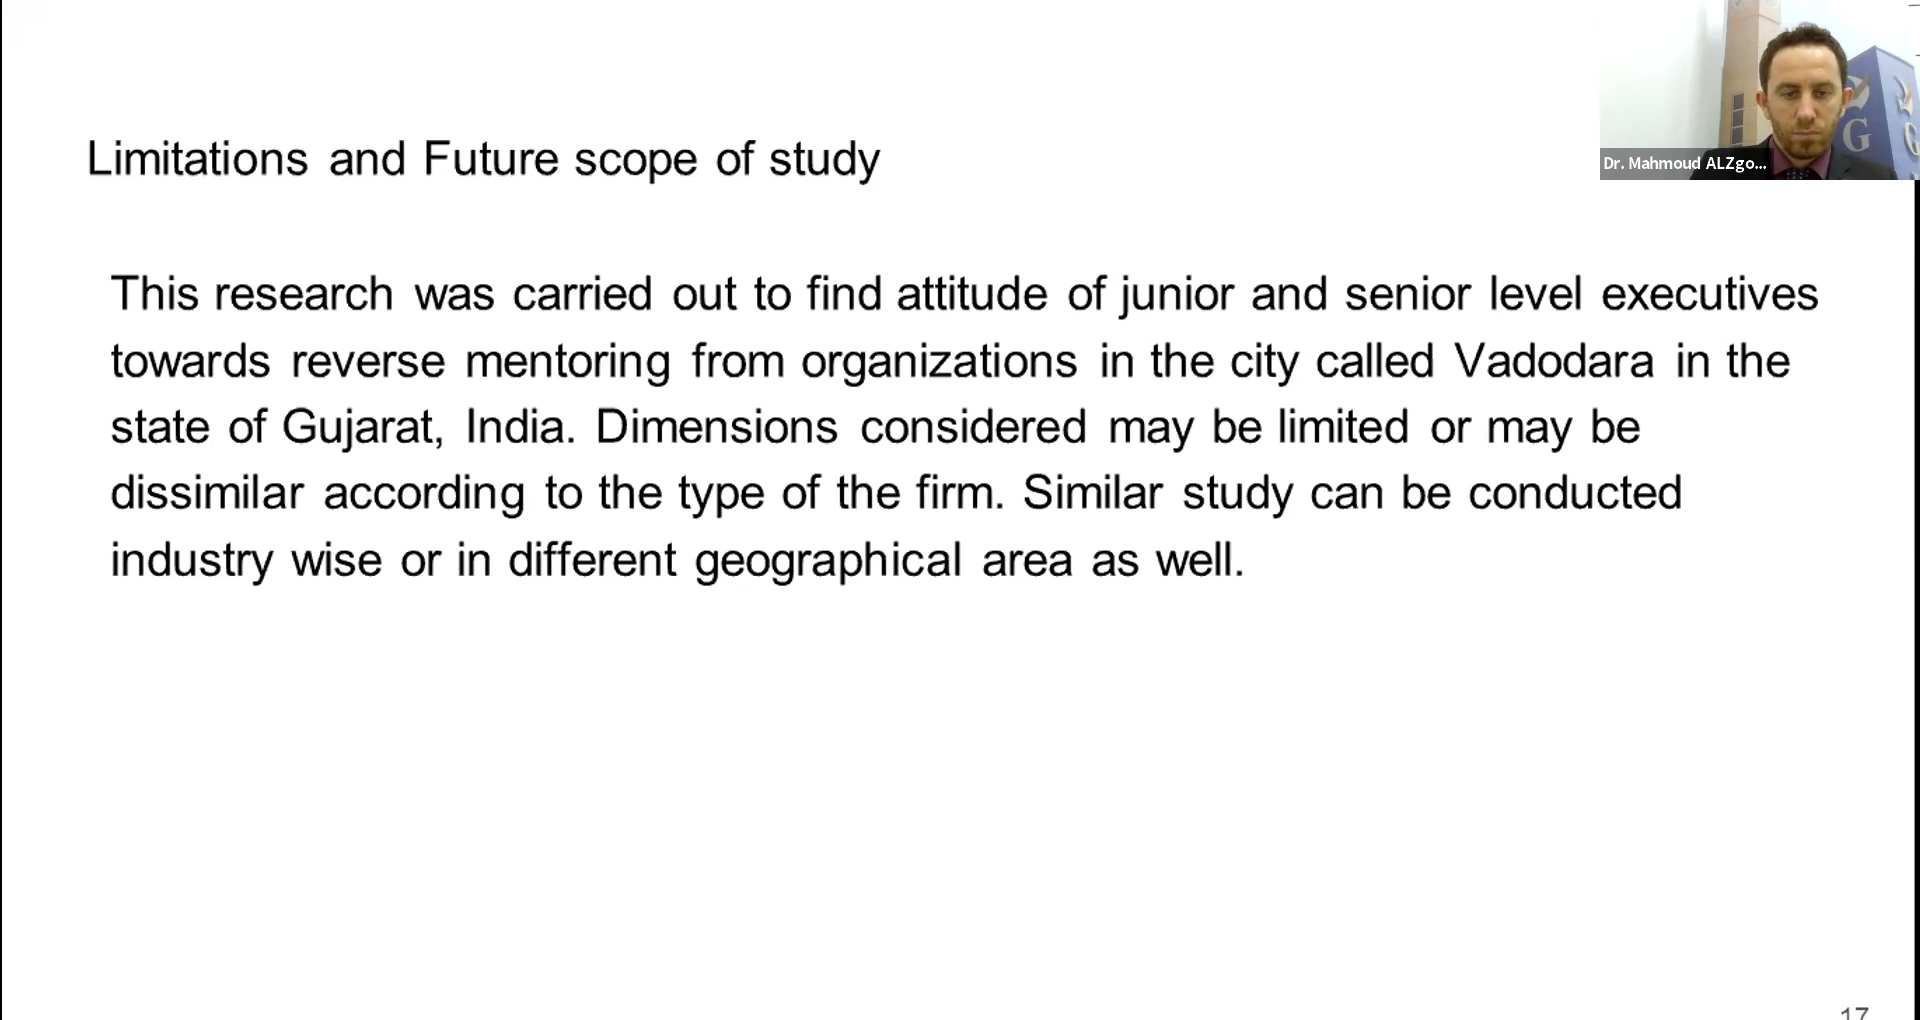 Limitations and Future scope of study
Dr. Mahmoud ALZgo...
G
This research was carried out to find attitude of junior and senior level executives
towards reverse mentoring from organizations in the city called Vadodara in the
state of Gujarat, India. Dimensions considered may be limited or may be
dissimilar according to the type of the firm. Similar study can be conducted
industry wise or in different geographical area as well.
17